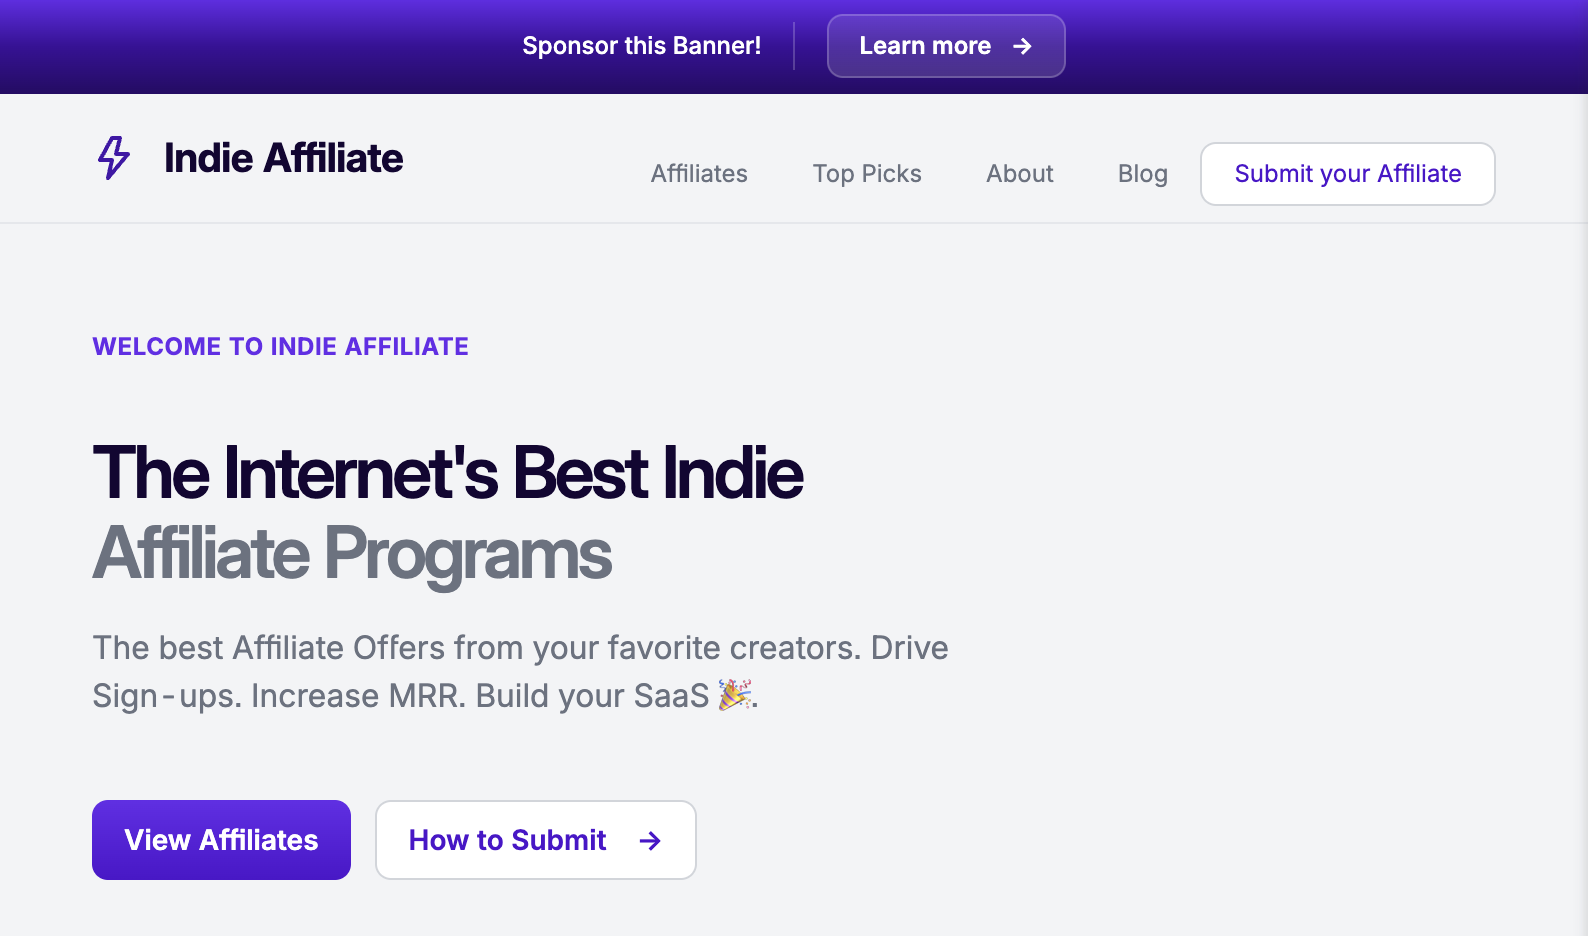 Sponsor this Banner!
Learn more →
Indie Affiliate
Affiliates
Top Picks
About
Blog
Submit your Affiliate
WELCOME TO INDIE AFFILIATE
The Internet's Best Indie
Affiliate Programs
The best Affiliate Offers from your favorite creators. Drive
Sign-ups. Increase MRR. Build your SaaS 🎉.
View Affiliates
How to Submit →